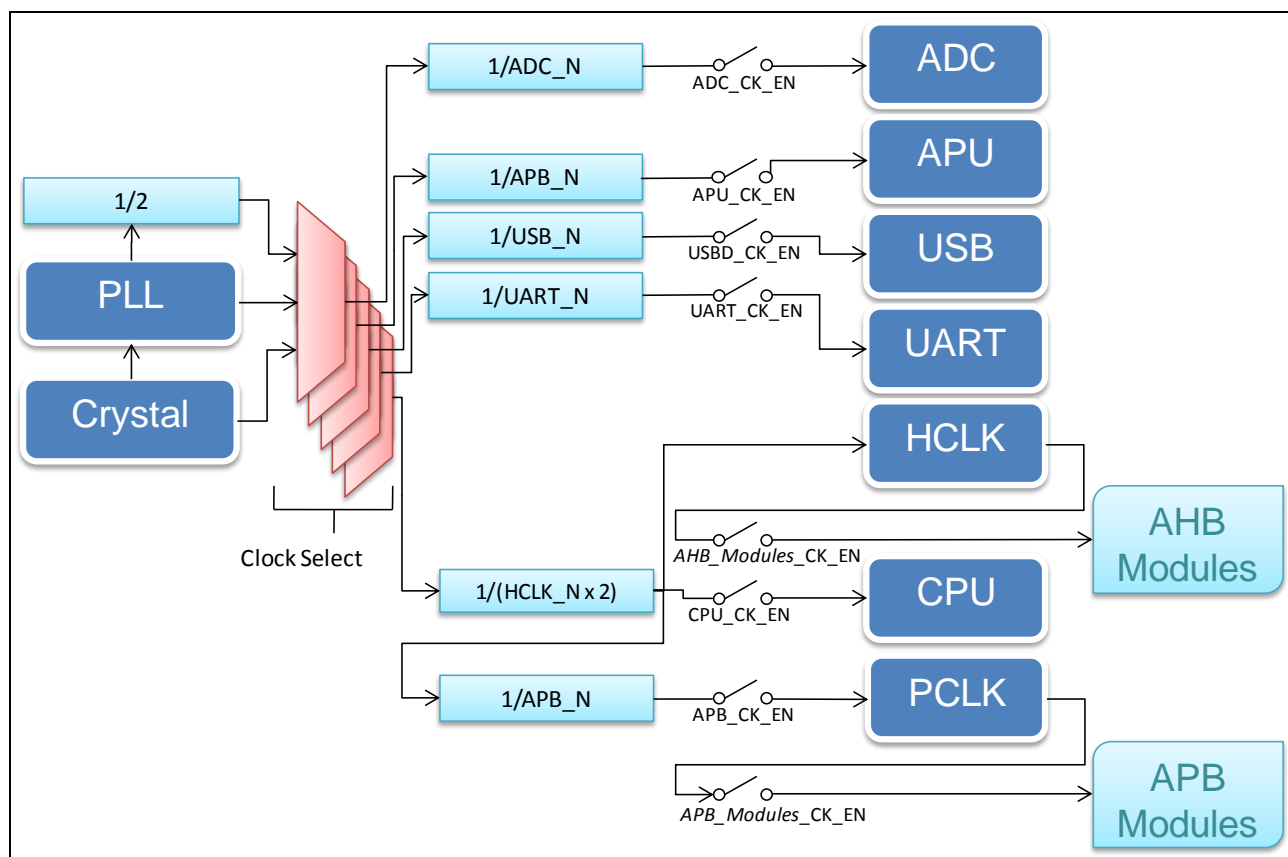 1/ADC_N
ADC_CK_EN
ADC
1/APB_N
APU_CK_EN
APU
1/2
1/USB_N
USBD_CK_EN
USB
PLL
1/UART_N
UART_CK_EN
UART
Crystal
HCLK
Clock Select
AHB_Modules_CK_EN
AHB
Modules
1/(HCLK_N x 2)
CPU_CK_EN
CPU
1/APB_N
APB_CK_EN
PCLK
APB_Modules_CK_EN
APB
Modules